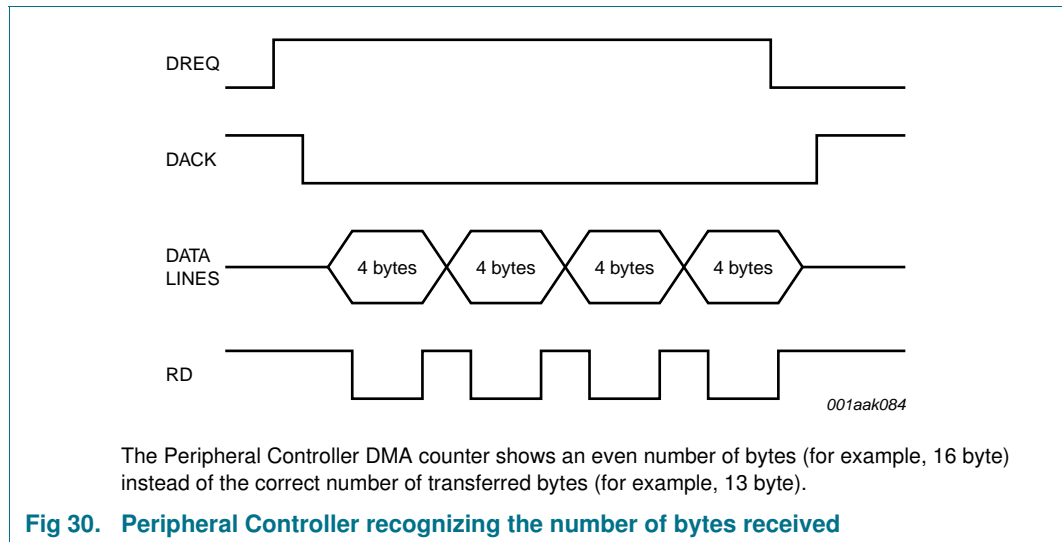 DREQ
DACK
DATA
LINES
4 bytes 4 bytes 4 bytes 4 bytes
RD
001aak084
The Peripheral Controller DMA counter shows an even number of bytes (for example, 16 byte)
instead of the correct number of transferred bytes (for example, 13 byte).
Fig 30. Peripheral Controller recognizing the number of bytes received